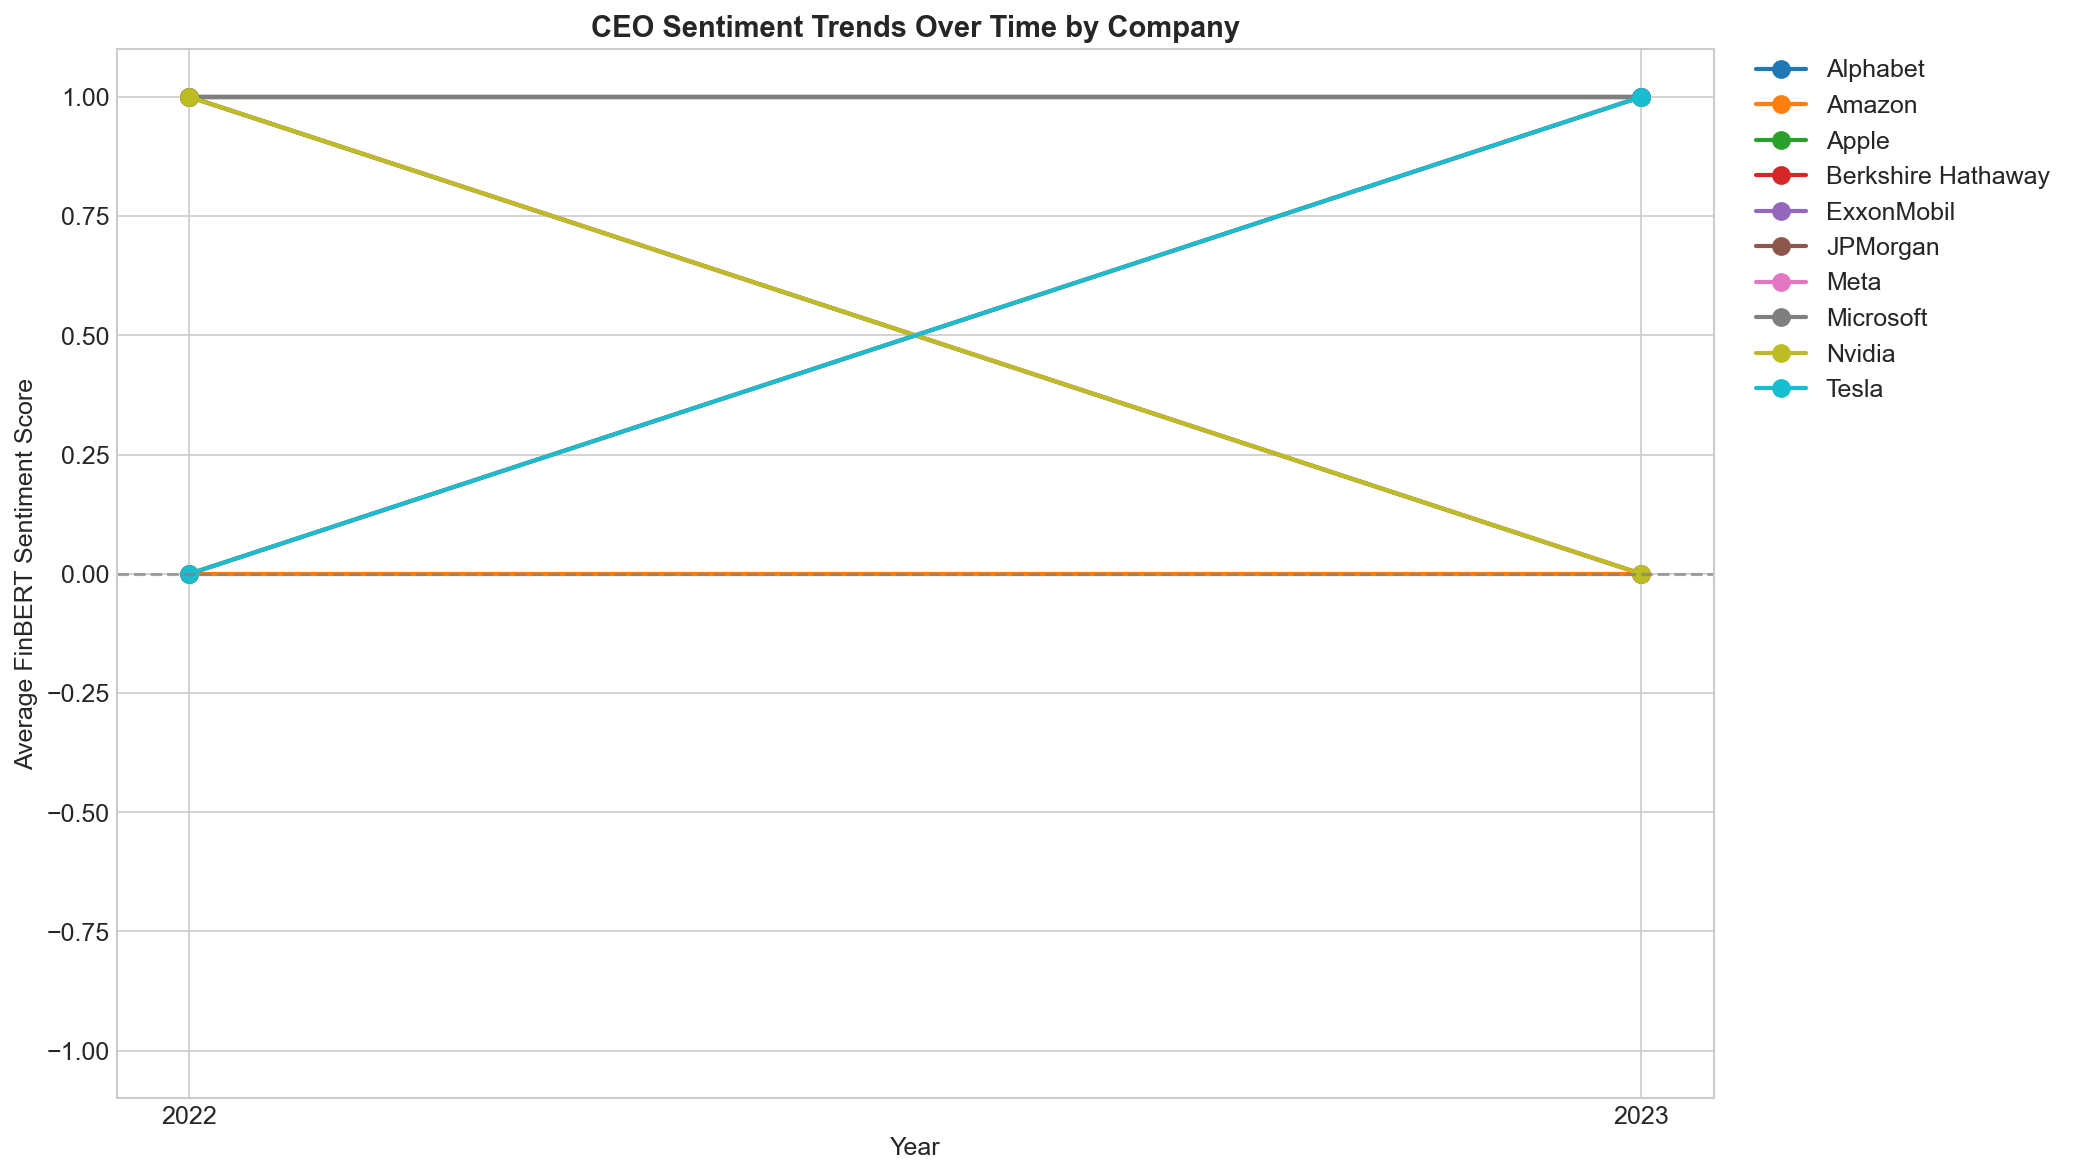 CEO Sentiment Trends Over Time by Company
Average FinBERT Sentiment Score
1.00
0.75
0.50
0.25
0.00
−0.25
−0.50
−0.75
−1.00
2022
2023
Year
Alphabet
Amazon
Apple
Berkshire Hathaway
ExxonMobil
JPMorgan
Meta
Microsoft
Nvidia
Tesla